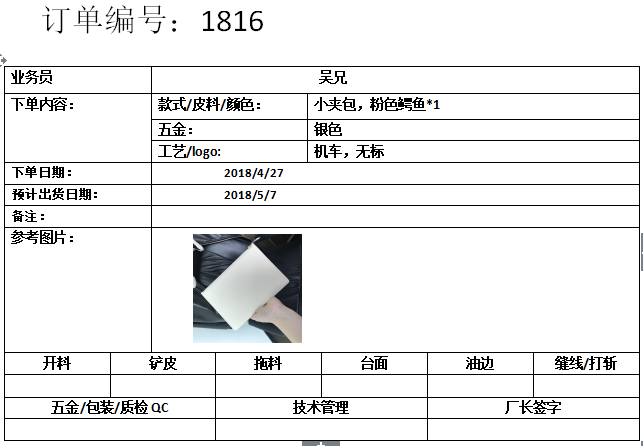 订单编号：1816
业务员 吴兄
下单内容： 款式/皮料/颜色： 小夹包，粉色鳄鱼*1
五金： 银色
工艺/logo: 机车，无标
下单日期： 2018/4/27
预计出货日期： 2018/5/7
备注：
参考图片：
开料 铲皮 拖料 台面 油边 缝线/打斩
五金/包装/质检 QC 技术管理 厂长签字